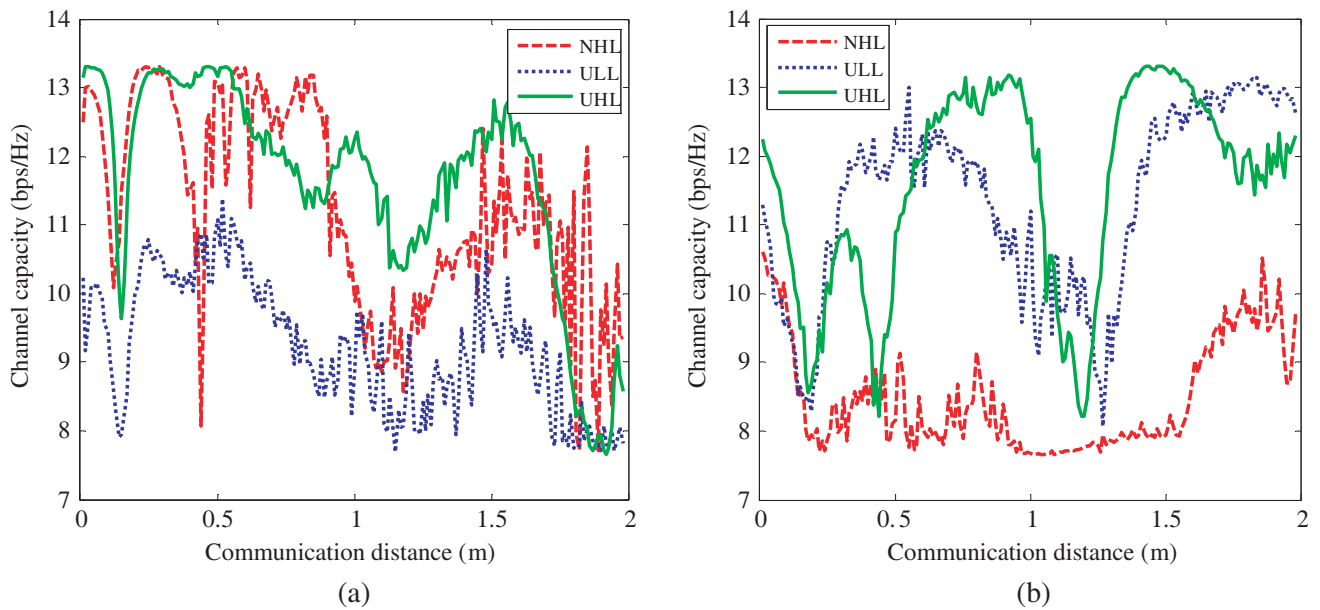 14
13
12
11
10
9
8
7
Channel capacity (bps/Hz)
0
0.5
1
1.5
2
Communication distance (m)
NHL
ULL
UHL
(a)
14
13
12
11
10
9
8
7
Channel capacity (bps/Hz)
0
0.5
1
1.5
2
Communication distance (m)
NHL
ULL
UHL
(b)